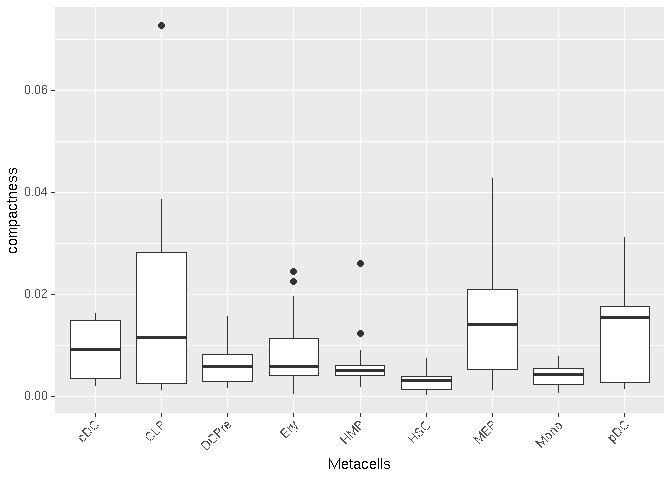 0.06
0.04
0.02
0.00
compactness
cDC
CLP
DCPre
Ery
HMP
HSC
MEP
Mono
pDC
Metacells